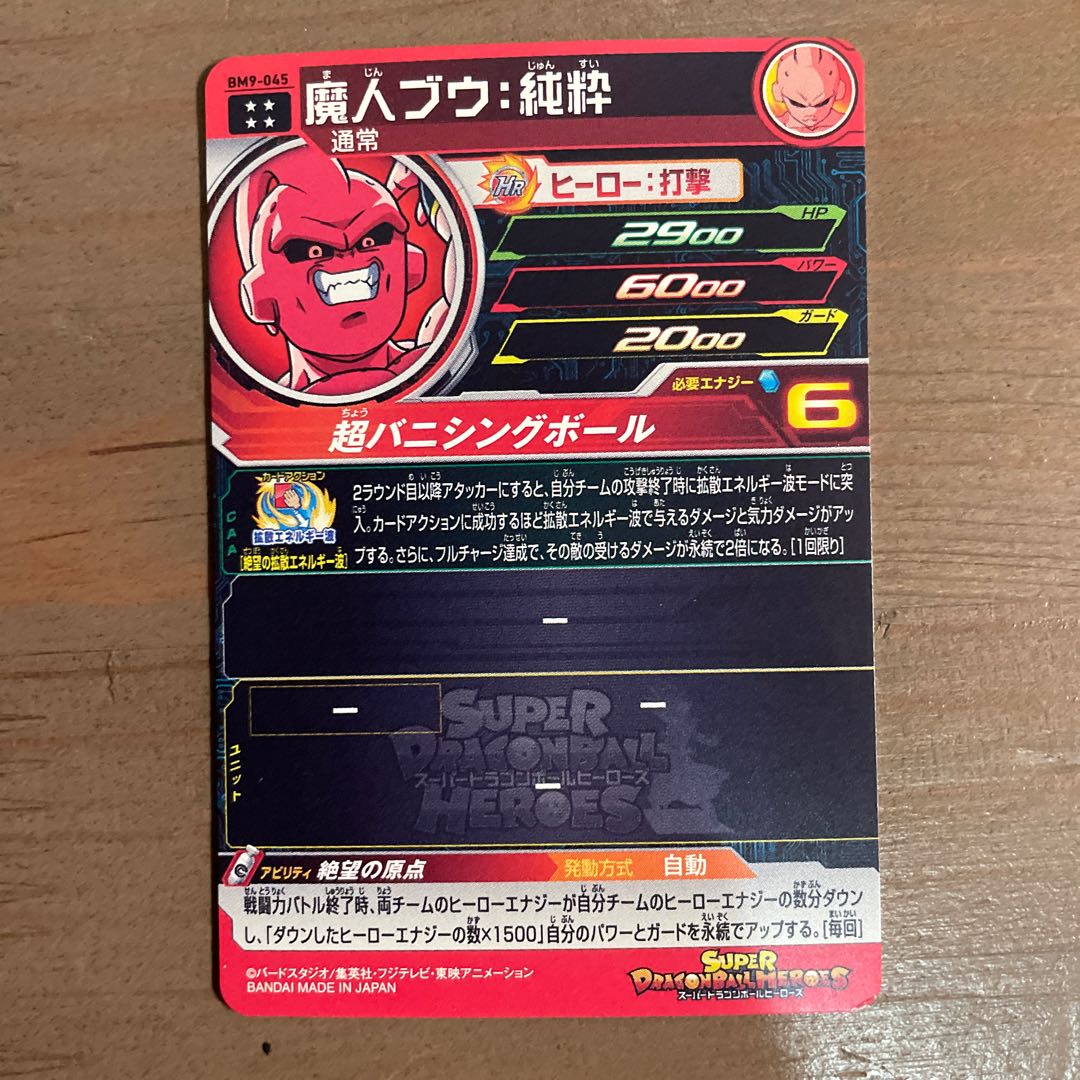 BM9-045
魔人ブウ:純粋
まじん
じゅんすい
通常
HR ヒーロー:打撃
HP
2900
パワー
6000
ガード
2000
必要エナジー 6
ちょう
超バニシングボール
CAA
カードアクション
拡散エネルギー波
[絶望の拡散エネルギー波]
2ラウンド目以降アタッカーにすると、自分チームの攻撃終了時に拡散エネルギー波モードに突
入。カードアクションに成功するほど拡散エネルギー波で与えるダメージと気力ダメージがアッ
プする。さらに、フルチャージ達成で、その敵の受けるダメージが永続で2倍になる。[1回限り]
ー
ユニット
ー
ー
ー
SUPER
DRAGONBALL
スーパードラゴンボールヒーローズ
HEROES
アビリティ 絶望の原点 発動方式 自動
戦闘力バトル終了時、両チームのヒーローエナジーが自分チームのヒーローエナジーの数分ダウン
し、「ダウンしたヒーローエナジーの数×1500」自分のパワーとガードを永続でアップする。[毎回]
©バードスタジオ/集英社・フジテレビ・東映アニメーション
BANDAI MADE IN JAPAN
SUPER
DRAGONBALL HEROES
スーパードラゴンボールヒーローズ